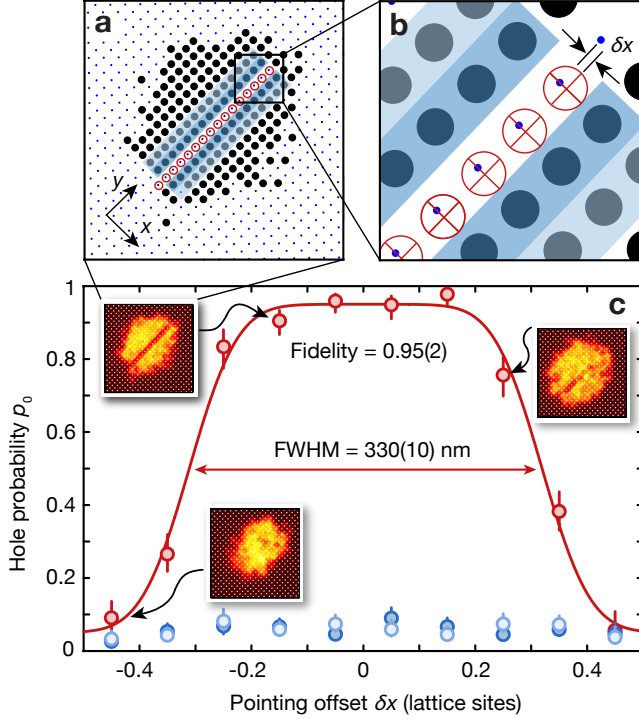 a
y
x
b
δx
c
1
0.8
0.6
0.4
0.2
0
Hole probability p₀
Fidelity = 0.95(2)
FWHM = 330(10) nm
-0.4 -0.2 0 0.2 0.4
Pointing offset δx (lattice sites)